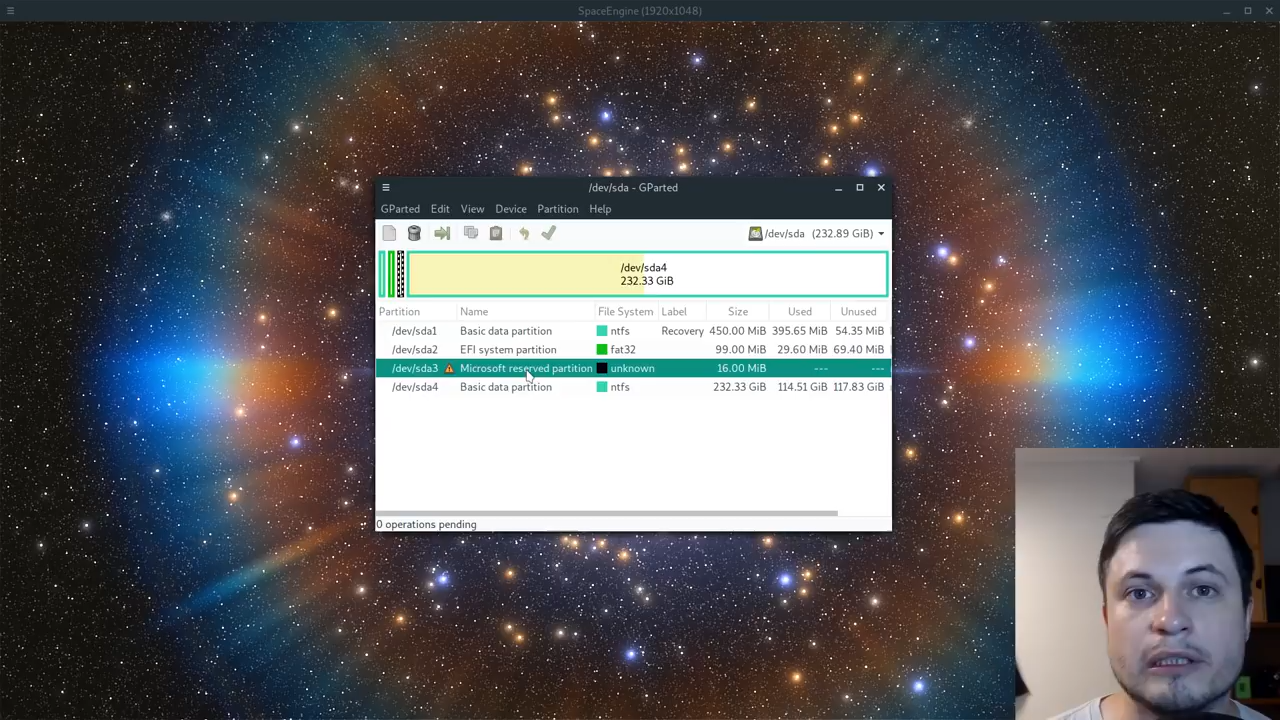 SpaceEngine (1920x1048)
/dev/sda - GParted
GParted Edit View Device Partition Help
/dev/sda (232.89 GiB)
/dev/sda4
232.33 GiB
Partition Name File System Label Size Used Unused
/dev/sda1 Basic data partition ntfs Recovery 450.00 MiB 395.65 MiB 54.35 MiB
/dev/sda2 EFI system partition fat32 99.00 MiB 29.60 MiB 69.40 MiB
/dev/sda3 Microsoft reserved partition unknown 16.00 MiB --- ---
/dev/sda4 Basic data partition ntfs 232.33 GiB 114.51 GiB 117.83 GiB
0 operations pending